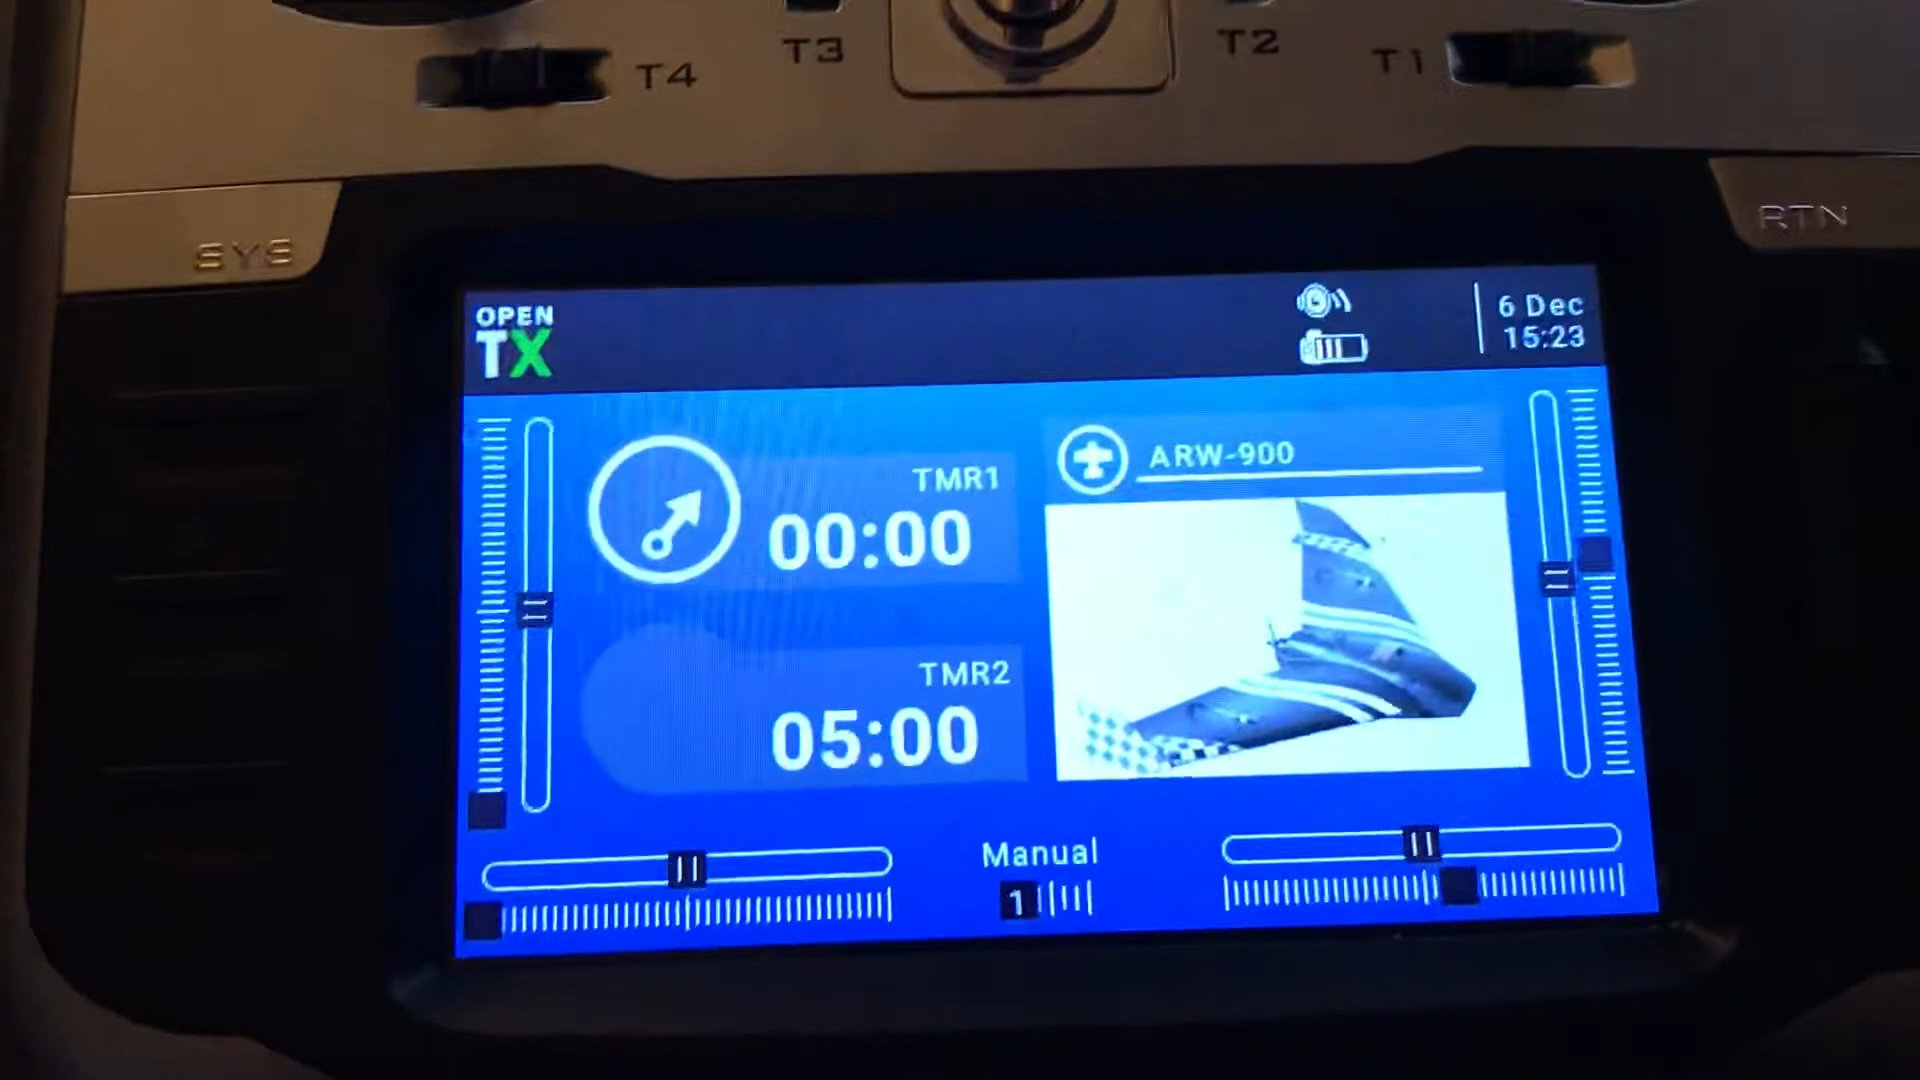 T4
T3
T2
T1
SYS
RTN
OPEN
TX
6 Dec
15:23
TMR1
00:00
ARW-900
TMR2
05:00
Manual
1